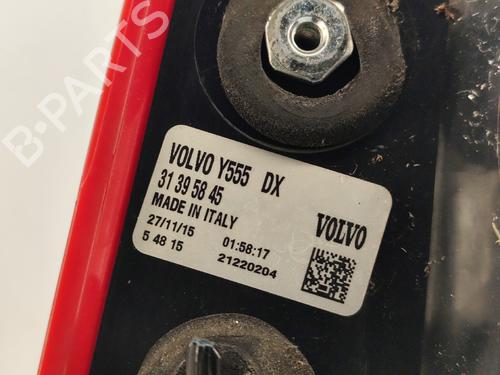 B-PARTS
VOLVO Y555 DX
31 39 58 45
MADE IN ITALY
VOLVO
27/11/15 01:58:17
5 48 15 21220204